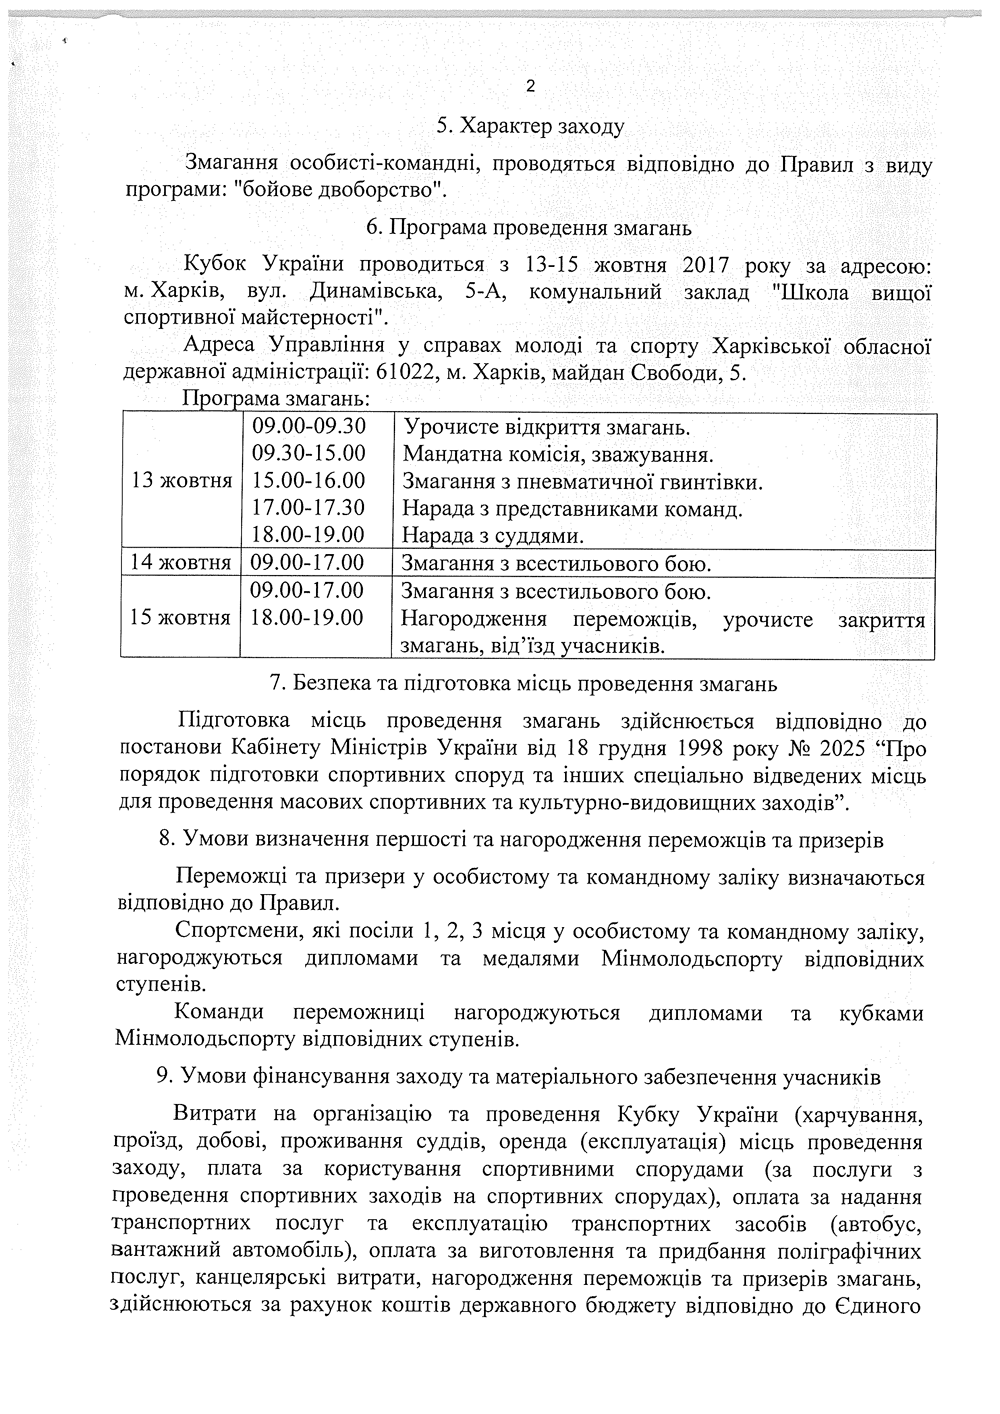 2
5. Характер заходу
Змагання особисті-командні, проводяться відповідно до Правил з виду
програми: "бойове двоборство".
6. Програма проведення змагань
Кубок України проводиться з 13-15 жовтня 2017 року за адресою:
м. Харків, вул. Динамівська, 5-А, комунальний заклад "Школа вищої
спортивної майстерності".
Адреса Управління у справах молоді та спорту Харківської обласної
державної адміністрації: 61022, м. Харків, майдан Свободи, 5.
Програма змагань:
09.00-09.30 Урочисте відкриття змагань.
09.30-15.00 Мандатна комісія, зважування.
13 жовтня 15.00-16.00 Змагання з пневматичної гвинтівки.
17.00-17.30 Нарада з представниками команд.
18.00-19.00 Нарада з суддями.
14 жовтня 09.00-17.00 Змагання з всестильового бою.
09.00-17.00 Змагання з всестильового бою.
15 жовтня 18.00-19.00 Нагородження переможців, урочисте закриття
змагань, від’їзд учасників.
7. Безпека та підготовка місць проведення змагань
Підготовка місць проведення змагань здійснюється відповідно до
постанови Кабінету Міністрів України від 18 грудня 1998 року № 2025 “Про
порядок підготовки спортивних споруд та інших спеціально відведених місць
для проведення масових спортивних та культурно-видовищних заходів”.
8. Умови визначення першості та нагородження переможців та призерів
Переможці та призери у особистому та командному заліку визначаються
відповідно до Правил.
Спортсмени, які посіли 1, 2, 3 місця у особистому та командному заліку,
нагороджуються дипломами та медалями Мінмолодьспорту відповідних
ступенів.
Команди переможниці нагороджуються дипломами та кубками
Мінмолодьспорту відповідних ступенів.
9. Умови фінансування заходу та матеріального забезпечення учасників
Витрати на організацію та проведення Кубку України (харчування,
проїзд, добові, проживання суддів, оренда (експлуатація) місць проведення
заходу, плата за користування спортивними спорудами (за послуги з
проведення спортивних заходів на спортивних спорудах), оплата за надання
транспортних послуг та експлуатацію транспортних засобів (автобус,
вантажний автомобіль), оплата за виготовлення та придбання поліграфічних
послуг, канцелярські витрати, нагородження переможців та призерів змагань,
здійснюються за рахунок коштів державного бюджету відповідно до Єдиного